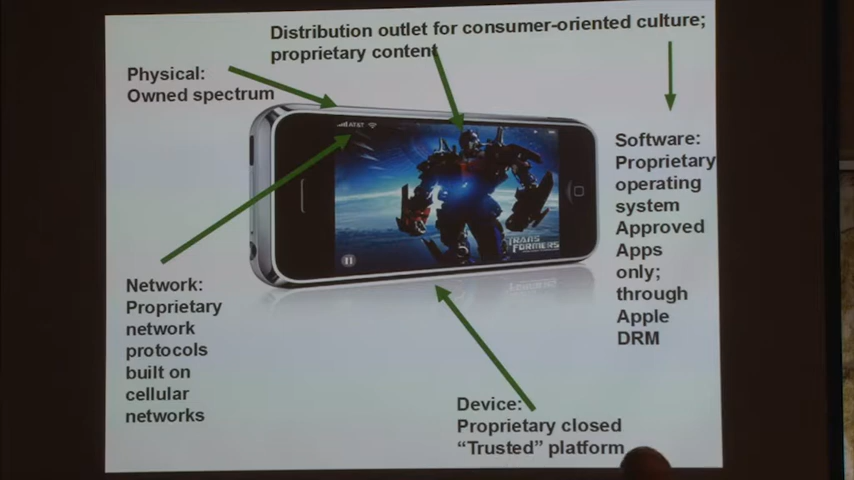 Distribution outlet for consumer-oriented culture;
proprietary content
Physical:
Owned spectrum
AT&T
TRANSFORMERS
Software:
Proprietary
operating
system
Approved
Apps
only;
through
Apple
DRM
Network:
Proprietary
network
protocols
built on
cellular
networks
Device:
Proprietary closed
“Trusted” platform